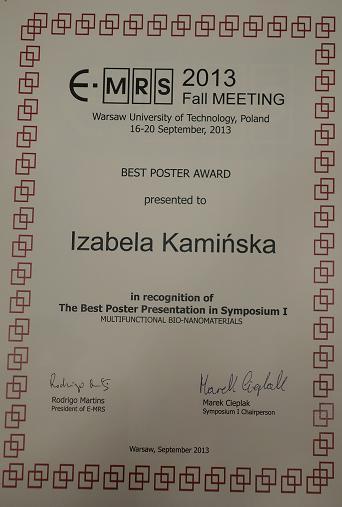 E-MRS 2013
Fall MEETING
Warsaw University of Technology, Poland
16-20 September, 2013
BEST POSTER AWARD
presented to
Izabela Kamińska
in recognition of
The Best Poster Presentation in Symposium I
MULTIFUNCTIONAL BIO-NANOMATERIALS
Marek Cieplak
Rodrigo Martins
President of E-MRS
Marek Cieplak
Symposium I Chairperson
Warsaw, September 2013